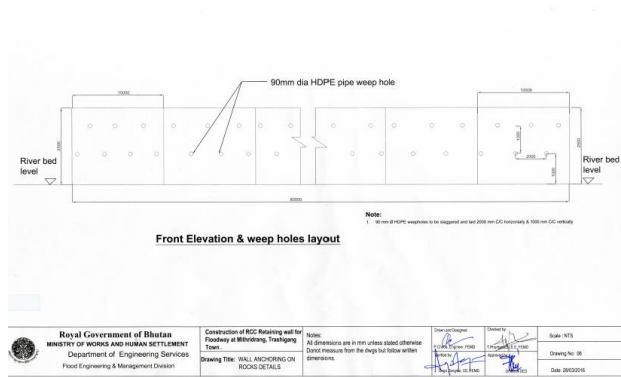 90mm dia HDPE pipe weep hole
10000
10000
2500
2500
1000
2000
1000
River bed
level
River bed
level
Note:
1. 90 mm Ø HDPE weepholes to be staggered and laid 2000 mm C/C horizontally & 1000 mm C/C vertically
Front Elevation & weep holes layout
Royal Government of Bhutan
MINISTRY OF WORKS AND HUMAN SETTLEMENT
Department of Engineering Services
Flood Engineering & Management Division
Construction of RCC Retaining wall for
Floodway at Mithridrang, Trashigang
Town .
Drawing Title: WALL ANCHORING ON
ROCKS DETAILS
Notes:
All dimensions are in mm unless stated otherwise
Donot measure from the dwgs but follow written
dimensions.
Drawn and Designed
Checked by
Verified by
Scale : NTS
Drawing No: 06